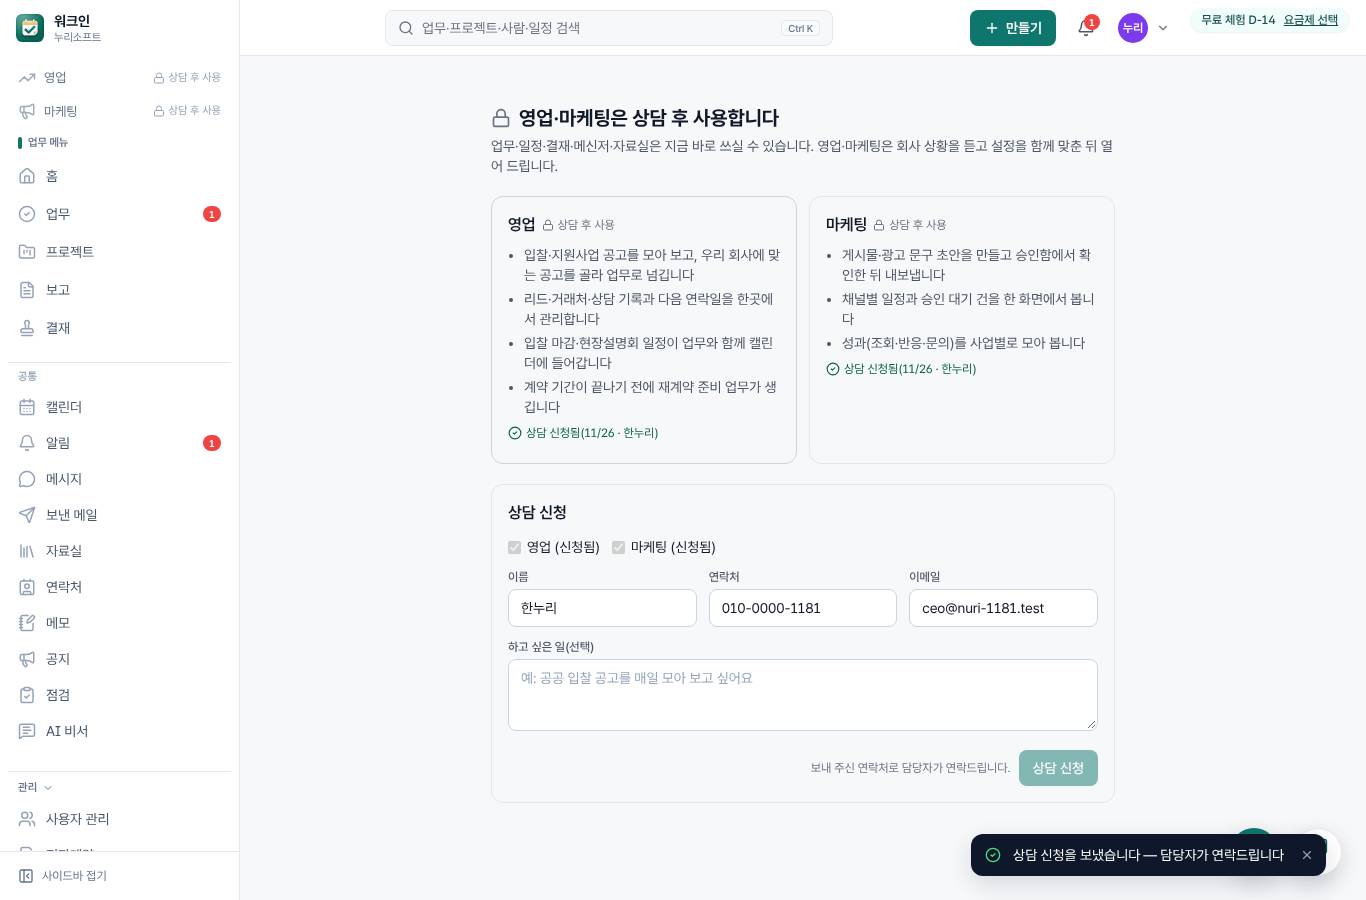 워크인
누리소프트
업무·프로젝트·사람·일정 검색
Ctrl K
만들기
1
누리
무료 체험 D-14 요금제 선택
영업
상담 후 사용
마케팅
상담 후 사용
업무 메뉴
홈
업무
1
프로젝트
보고
결재
공통
캘린더
알림
1
메시지
보낸 메일
자료실
연락처
메모
공지
점검
AI 비서
관리
사용자 관리
사이드바 접기
영업·마케팅은 상담 후 사용합니다
업무·일정·결재·메신저·자료실은 지금 바로 쓰실 수 있습니다. 영업·마케팅은 회사 상황을 듣고 설정을 함께 맞춘 뒤 열
어 드립니다.
영업 상담 후 사용
입찰·지원사업 공고를 모아 보고, 우리 회사에 맞
는 공고를 골라 업무로 넘깁니다
리드·거래처·상담 기록과 다음 연락일을 한곳에
서 관리합니다
입찰 마감·현장설명회 일정이 업무와 함께 캘린
더에 들어갑니다
계약 기간이 끝나기 전에 재계약 준비 업무가 생
깁니다
상담 신청됨(11/26 · 한누리)
마케팅 상담 후 사용
게시물·광고 문구 초안을 만들고 승인함에서 확
인한 뒤 내보냅니다
채널별 일정과 승인 대기 건을 한 화면에서 봅니
다
성과(조회·반응·문의)를 사업별로 모아 봅니다
상담 신청됨(11/26 · 한누리)
상담 신청
영업 (신청됨) 마케팅 (신청됨)
이름
한누리
연락처
010-0000-1181
이메일
ceo@nuri-1181.test
하고 싶은 일(선택)
예: 공공 입찰 공고를 매일 모아 보고 싶어요
보내 주신 연락처로 담당자가 연락드립니다.
상담 신청
상담 신청을 보냈습니다 — 담당자가 연락드립니다